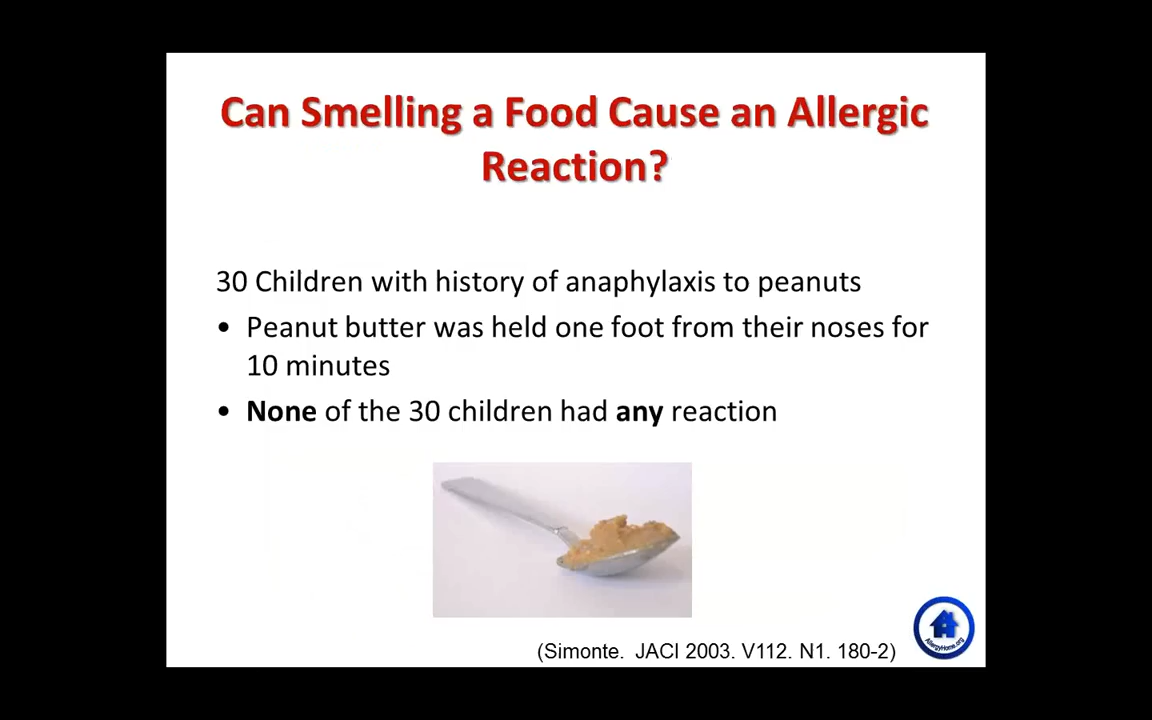 Can Smelling a Food Cause an Allergic
Reaction?
30 Children with history of anaphylaxis to peanuts
• Peanut butter was held one foot from their noses for
10 minutes
• None of the 30 children had any reaction
(Simonte. JACI 2003. V112. N1. 180-2)
AllergyHome.org